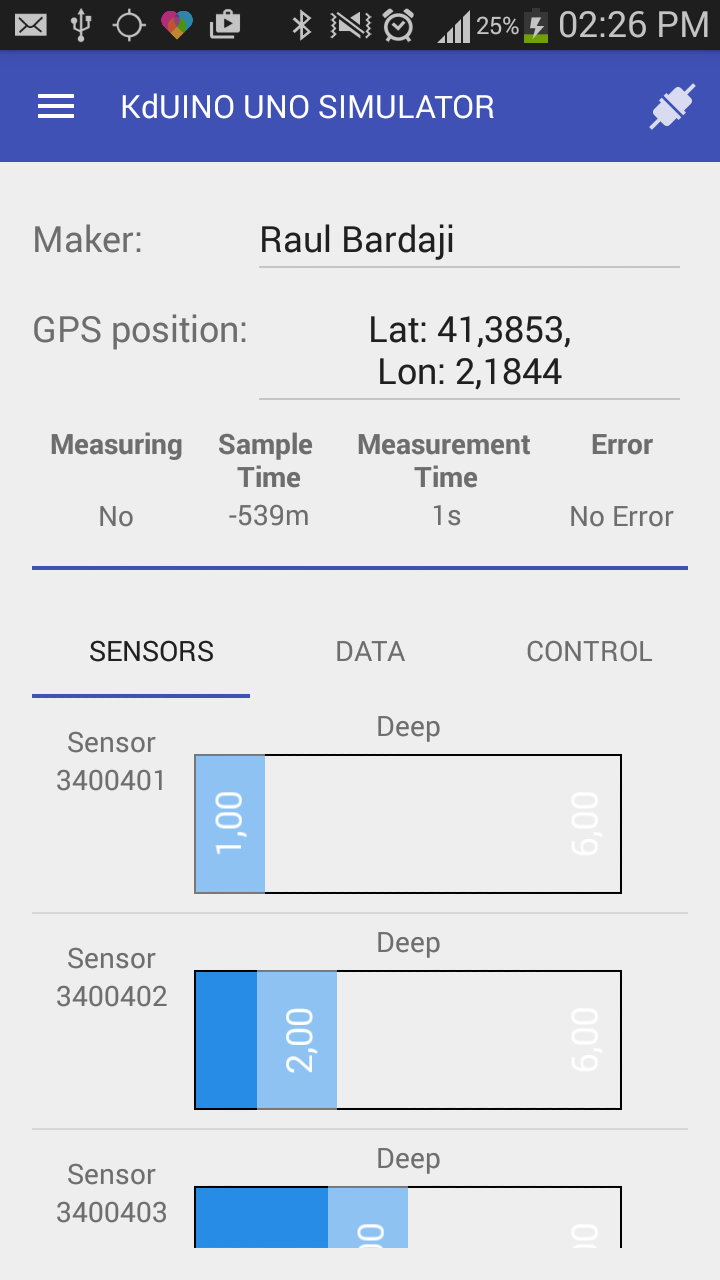 25% 02:26 PM
KdUINO UNO SIMULATOR
Maker: Raul Bardaji
GPS position: Lat: 41,3853,
Lon: 2,1844
Measuring Sample Measurement Error
Time Time
No -539m 1s No Error
SENSORS DATA CONTROL
Deep
Sensor
3400401
1,00 6,00
Deep
Sensor
3400402
2,00 6,00
Deep
Sensor
3400403